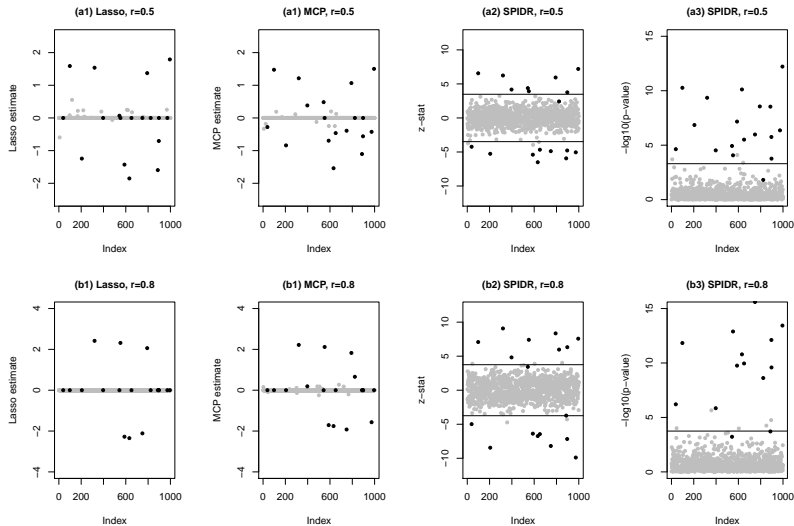 (a1) Lasso, r=0.5
(a1) MCP, r=0.5
(a2) SPIDR, r=0.5
(a3) SPIDR, r=0.5
Lasso estimate
2
1
0
-1
-2
0 200 600 1000
Index
MCP estimate
2
1
0
-1
-2
0 200 600 1000
Index
z-stat
10
5
0
-5
-10
0 200 600 1000
Index
-log10(p-value)
15
10
5
0
0 200 600 1000
Index
(b1) Lasso, r=0.8
(b1) MCP, r=0.8
(b2) SPIDR, r=0.8
(b3) SPIDR, r=0.8
Lasso estimate
4
2
0
-2
-4
0 200 600 1000
Index
MCP estimate
4
2
0
-2
-4
0 200 600 1000
Index
z-stat
10
5
0
-5
-10
0 200 600 1000
Index
-log10(p-value)
15
10
5
0
0 200 600 1000
Index